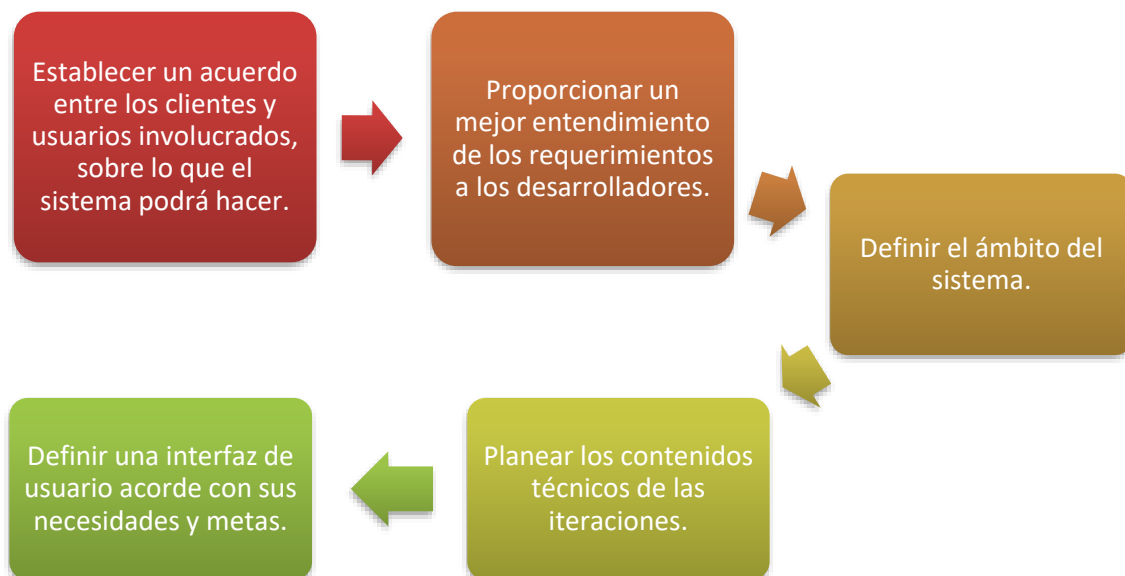 Establecer un acuerdo
entre los clientes y
usuarios involucrados,
sobre lo que el
sistema podrá hacer.
Proporcionar un
mejor entendimiento
de los requerimientos
a los desarrolladores.
Definir el ámbito del
sistema.
Planear los contenidos
técnicos de las
iteraciones.
Definir una interfaz de
usuario acorde con sus
necesidades y metas.